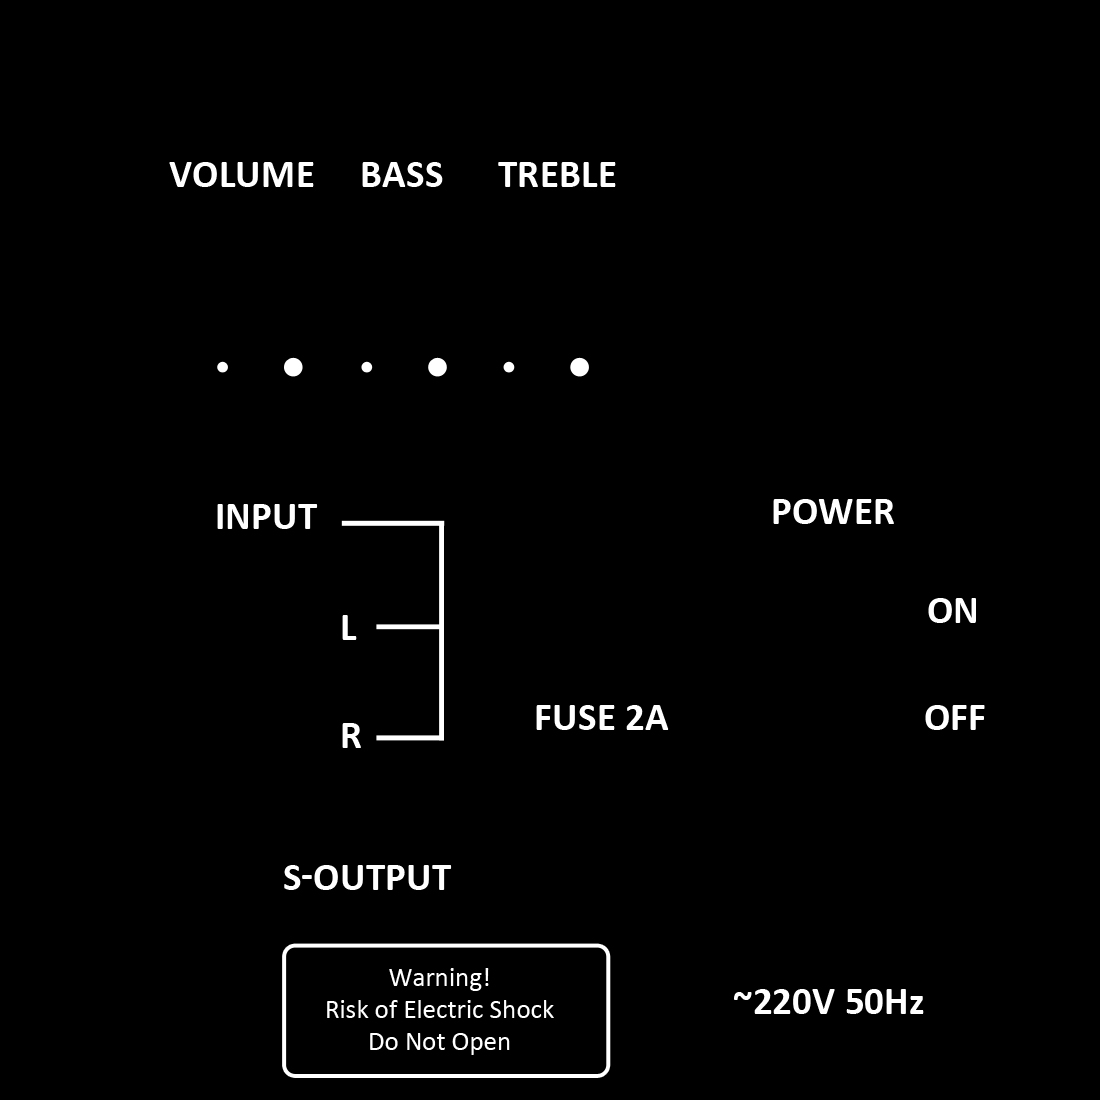 VOLUME BASS TREBLE
INPUT
POWER
ON
L
R
FUSE 2A
OFF
S-OUTPUT
Warning!
Risk of Electric Shock
Do Not Open
~220V 50Hz